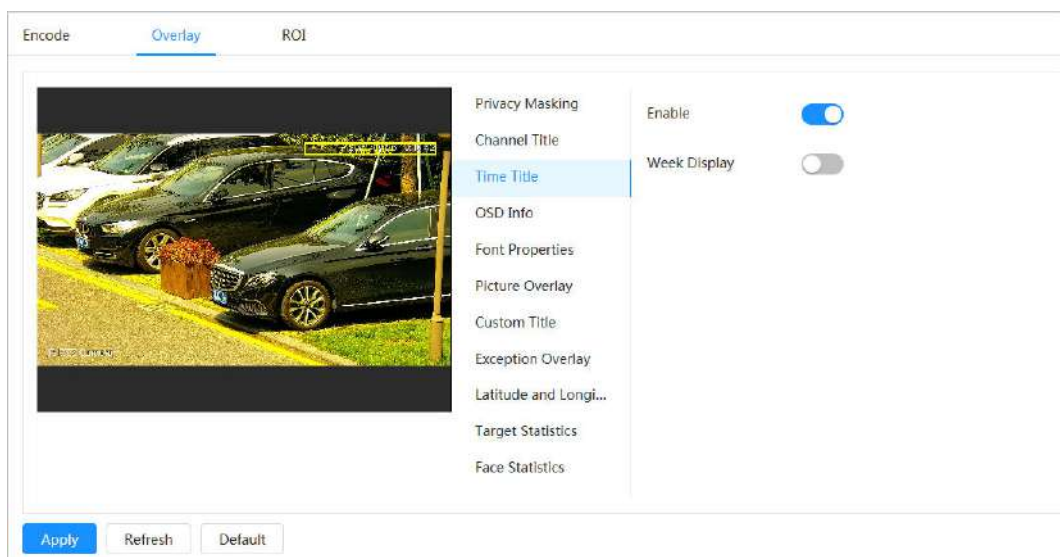 Encode Overlay ROI
Privacy Masking
Enable
Channel Title
Week Display
Time Title
OSD Info
Font Properties
Picture Overlay
Custom Title
Exception Overlay
Latitude and Longi...
Target Statistics
Face Statistics
Apply Refresh Default